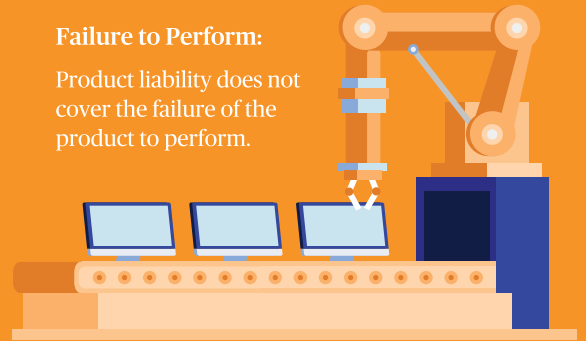 Failure to Perform:
Product liability does not
cover the failure of the
product to perform.